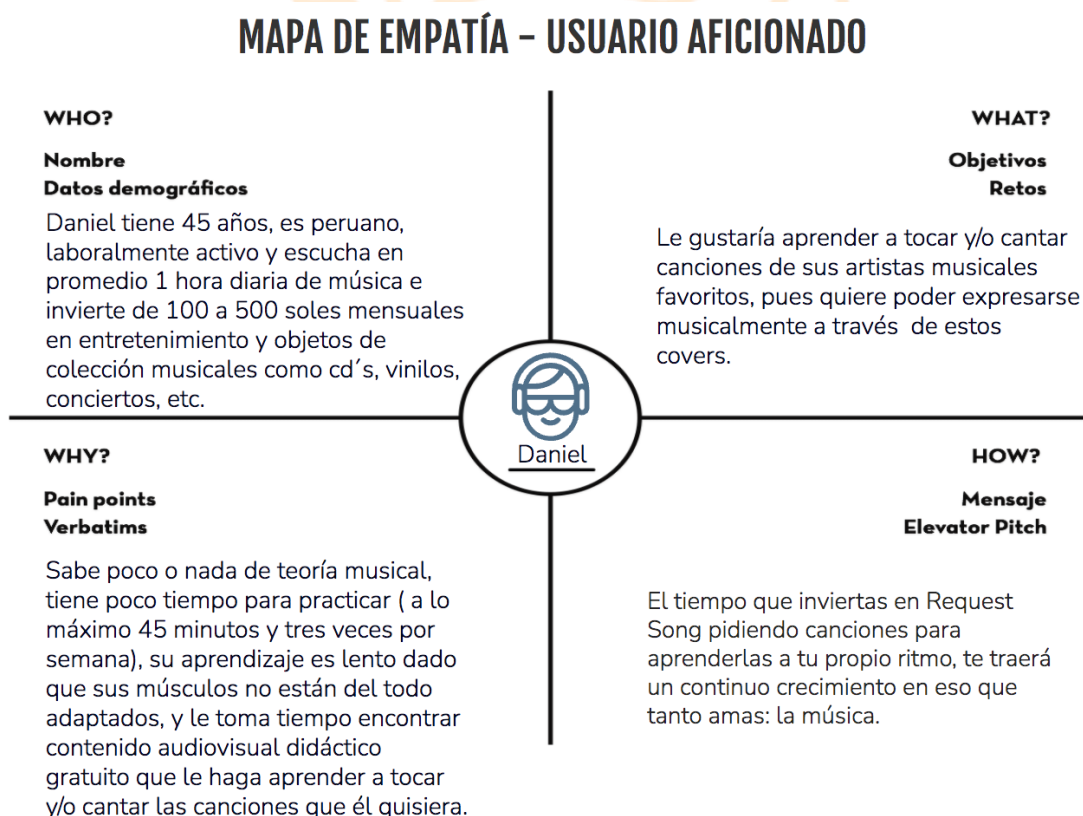 MAPA DE EMPATÍA - USUARIO AFICIONADO
WHO?
Nombre
Datos demográficos
Daniel tiene 45 años, es peruano,
laboralmente activo y escucha en
promedio 1 hora diaria de música e
invierte de 100 a 500 soles mensuales
en entretenimiento y objetos de
colección musicales como cd´s, vinilos,
conciertos, etc.
WHAT?
Objetivos
Retos
Le gustaría aprender a tocar y/o cantar
canciones de sus artistas musicales
favoritos, pues quiere poder expresarse
musicalmente a través de estos
covers.
Daniel
WHY?
Pain points
Verbatims
Sabe poco o nada de teoría musical,
tiene poco tiempo para practicar ( a lo
máximo 45 minutos y tres veces por
semana), su aprendizaje es lento dado
que sus músculos no están del todo
adaptados, y le toma tiempo encontrar
contenido audiovisual didáctico
gratuito que le haga aprender a tocar
y/o cantar las canciones que él quisiera.
HOW?
Mensaje
Elevator Pitch
El tiempo que inviertas en Request
Song pidiendo canciones para
aprenderlas a tu propio ritmo, te traerá
un continuo crecimiento en eso que
tanto amas: la música.